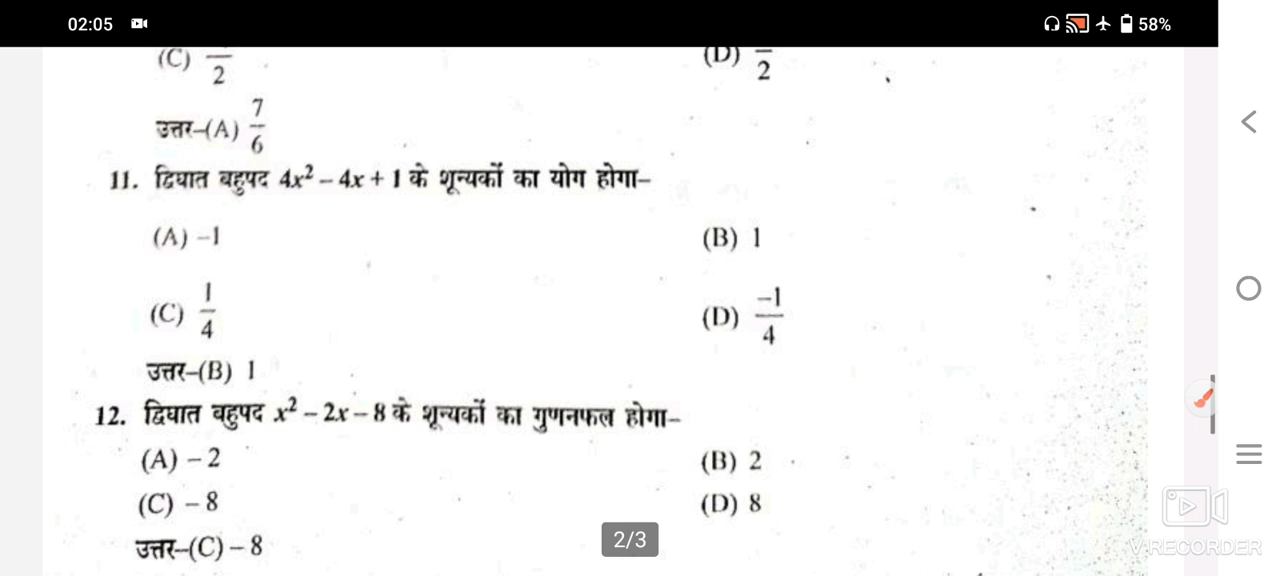 02:05 58%
(C) —/2 (D) —/2
उत्तर–(A) 7/6
11. द्विघात बहुपद 4x² – 4x + 1 के शून्यकों का योग होगा–
(A) –1 (B) 1
(C) 1/4 (D) –1/4
उत्तर–(B) 1
12. द्विघात बहुपद x² – 2x – 8 के शून्यकों का गुणनफल होगा–
(A) – 2 (B) 2
(C) – 8 (D) 8
उत्तर–(C) – 8
2/3
V RECORDER